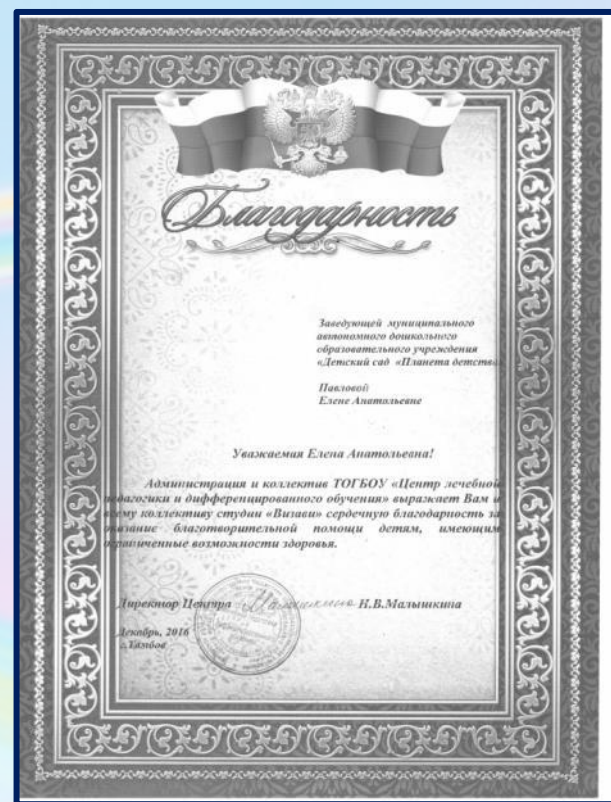 Благодарность
Заведующей муниципального
автономного дошкольного
образовательного учреждения
«Детский сад «Планета детства»
Павловой
Елене Анатольевне
Уважаемая Елена Анатольевна!
Администрация и коллектив ТОГБОУ «Центр лечебной
педагогики и дифференцированного обучения» выражает Вам и
всему коллективу студии «Визави» сердечную благодарность за
оказание благотворительной помощи детям, имеющим
ограниченные возможности здоровья.
Директор Центра Н.В.Малышкина
Декабрь, 2016
г.Тамбов